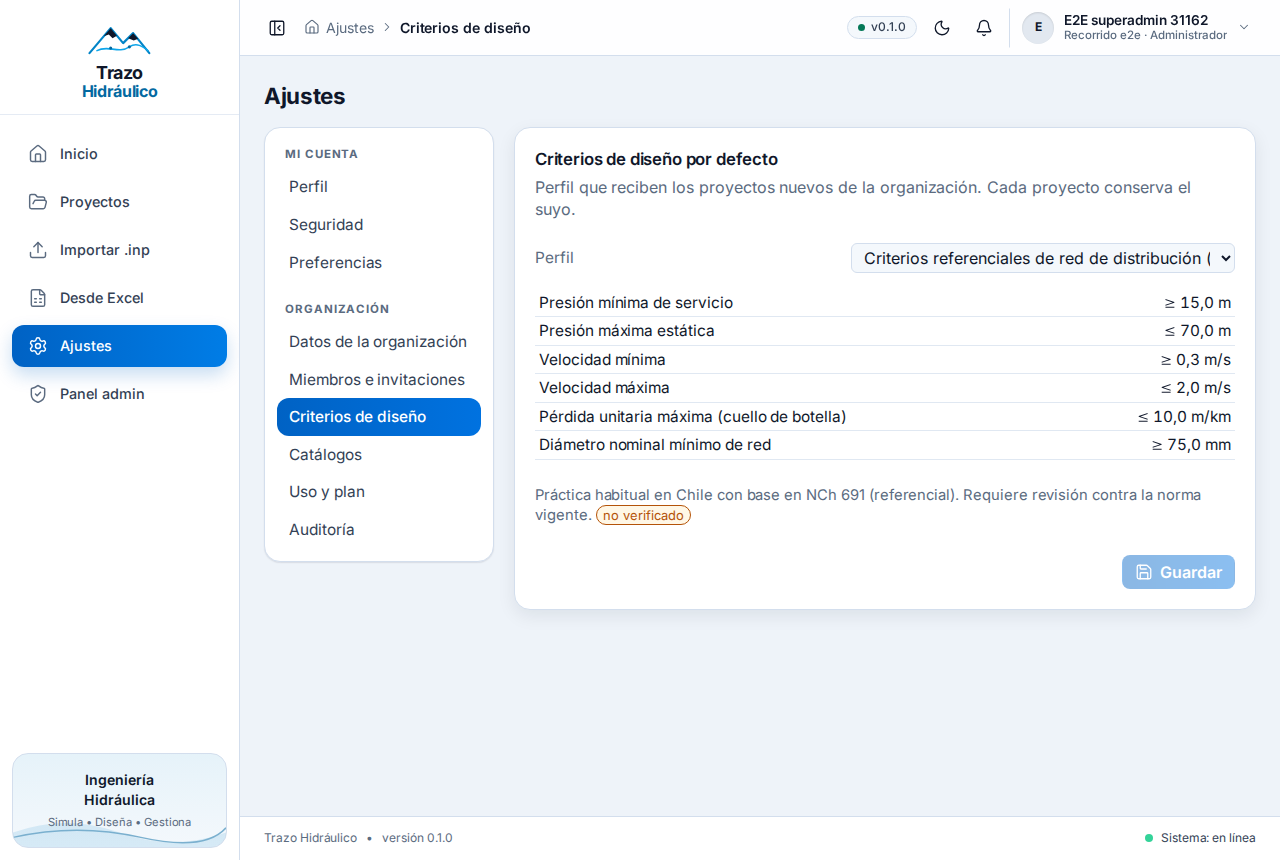 Trazo
Hidráulico
Inicio
Proyectos
Importar .inp
Desde Excel
Ajustes
Panel admin
Ingeniería
Hidráulica
Simula • Diseña • Gestiona
Ajustes > Criterios de diseño
v0.1.0
E
E2E superadmin 31162
Recorrido e2e · Administrador
Ajustes
MI CUENTA
Perfil
Seguridad
Preferencias
ORGANIZACIÓN
Datos de la organización
Miembros e invitaciones
Criterios de diseño
Catálogos
Uso y plan
Auditoría
Criterios de diseño por defecto
Perfil que reciben los proyectos nuevos de la organización. Cada proyecto conserva el
suyo.
Perfil Criterios referenciales de red de distribución (
Presión mínima de servicio ≥ 15,0 m
Presión máxima estática ≤ 70,0 m
Velocidad mínima ≥ 0,3 m/s
Velocidad máxima ≤ 2,0 m/s
Pérdida unitaria máxima (cuello de botella) ≤ 10,0 m/km
Diámetro nominal mínimo de red ≥ 75,0 mm
Práctica habitual en Chile con base en NCh 691 (referencial). Requiere revisión contra la norma
vigente. no verificado
Guardar
Trazo Hidráulico • versión 0.1.0
Sistema: en línea